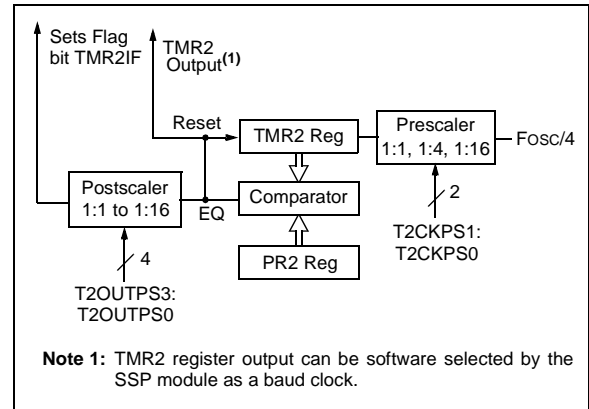 Sets Flag
bit TMR2IF
TMR2
Output(1)
Reset
TMR2 Reg
Prescaler
1:1, 1:4, 1:16
FOSC/4
2
T2CKPS1:
T2CKPS0
Postscaler
1:1 to 1:16
EQ
Comparator
4
T2OUTPS3:
T2OUTPS0
PR2 Reg
Note 1: TMR2 register output can be software selected by the
SSP module as a baud clock.